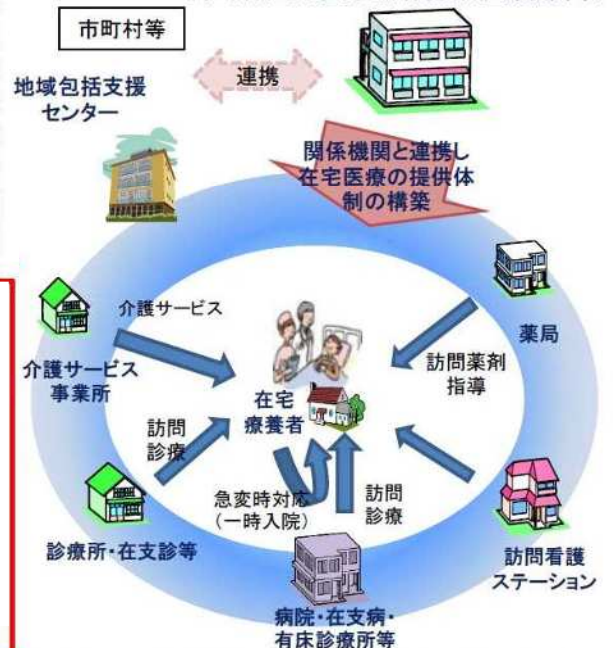 市町村等
連携
地域包括支援
センター
関係機関と連携し
在宅医療の提供体
制の構築
介護サービス
介護サービス
事業所
薬局
訪問薬剤
指導
在宅
療養者
訪問
診療
急変時対応
(一時入院)
訪問
診療
診療所・在支診等
訪問看護
ステーション
病院・在支病・
有床診療所等